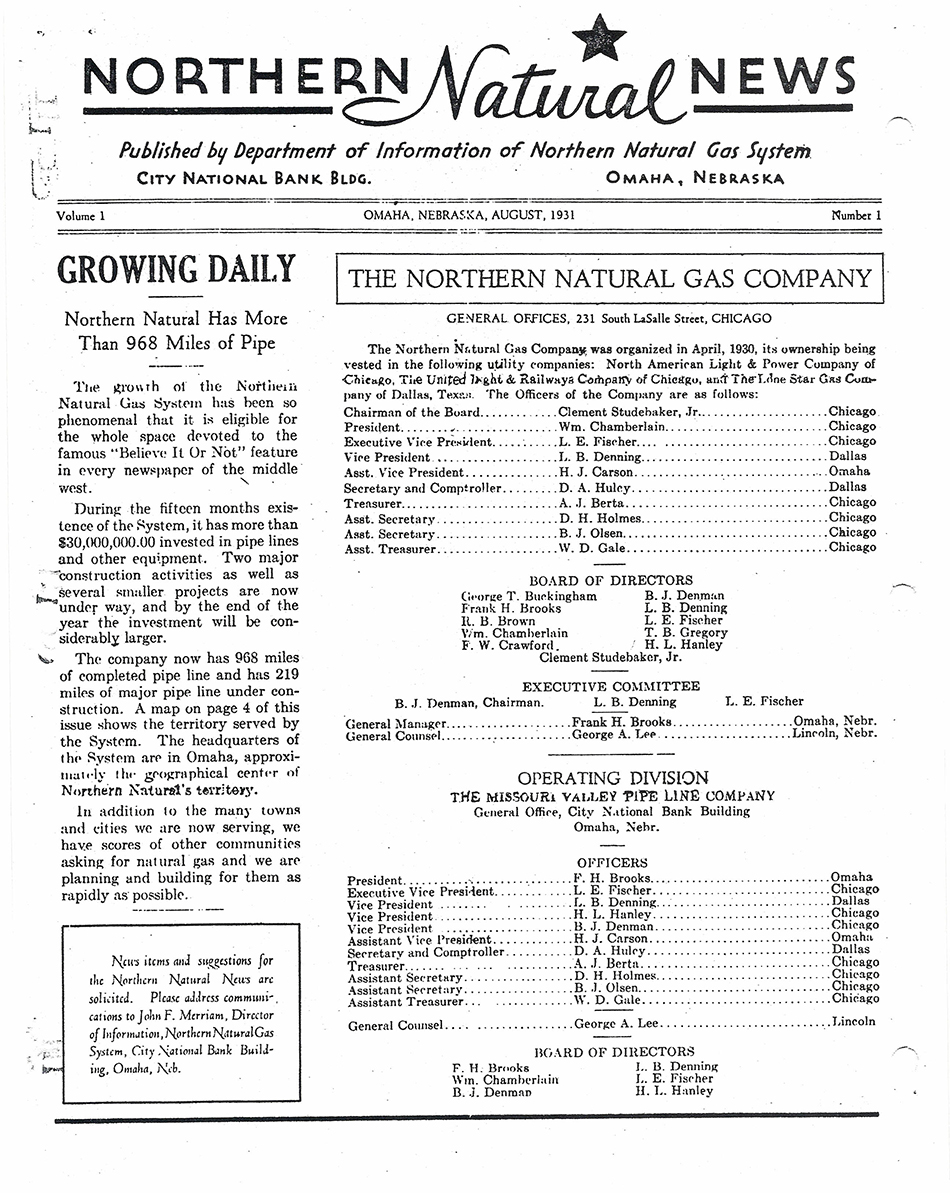 NORTHERN Natural NEWS
Published by Department of Information of Northern Natural Gas System
CITY NATIONAL BANK BLDG. OMAHA, NEBRASKA
Volume 1 OMAHA, NEBRASKA, AUGUST, 1931 Number 1
GROWING DAILY
Northern Natural Has More
Than 968 Miles of Pipe
The growth of the Northern
Natural Gas System has been so
phenomenal that it is eligible for
the whole space devoted to the
famous "Believe It Or Not" feature
in every newspaper of the middle
west.
During the fifteen months exis-
tence of the System, it has more than
$30,000,000.00 invested in pipe lines
and other equipment. Two major
construction activities as well as
several smaller projects are now
under way, and by the end of the
year the investment will be con-
siderably larger.
The company now has 968 miles
of completed pipe line and has 219
miles of major pipe line under con-
struction. A map on page 4 of this
issue shows the territory served by
the System. The headquarters of
the System are in Omaha, approxi-
mately the geographical center of
Northern Natural's territory.
In addition to the many towns
and cities we are now serving, we
have scores of other communities
asking for natural gas and we are
planning and building for them as
rapidly as possible.
News items and suggestions for
the Northern Natural News are
solicited. Please address communi-
cations to John F. Merriam, Director
of Information, Northern Natural Gas
System, City National Bank Build-
ing, Omaha, Neb.
THE NORTHERN NATURAL GAS COMPANY
GENERAL OFFICES, 231 South LaSalle Street, CHICAGO
The Northern Natural Gas Company was organized in April, 1930, its ownership being
vested in the following utility companies: North American Light & Power Company of
Chicago, The United Light & Railways Company of Chicago, and The Lone Star Gas Com-
pany of Dallas, Texas. The Officers of the Company are as follows:
Chairman of the Board............Clement Studebaker, Jr......................Chicago
President........................Wm. Chamberlain...........................Chicago
Executive Vice President..........L. E. Fischer...............................Chicago
Vice President....................L. B. Denning..............................Dallas
Asst. Vice President..............H. J. Carson................................Omaha
Secretary and Comptroller.........D. A. Huley................................Dallas
Treasurer........................A. J. Berta.................................Chicago
Asst. Secretary...................D. H. Holmes...............................Chicago
Asst. Secretary...................B. J. Olsen.................................Chicago
Asst. Treasurer...................W. D. Gale.................................Chicago
BOARD OF DIRECTORS
George T. Buckingham B. J. Denman
Frank H. Brooks L. B. Denning
R. B. Brown L. E. Fischer
Wm. Chamberlain T. B. Gregory
F. W. Crawford. H. L. Hanley
Clement Studebaker, Jr.
EXECUTIVE COMMITTEE
B. J. Denman, Chairman. L. B. Denning L. E. Fischer
General Manager...................Frank H. Brooks...................Omaha, Nebr.
General Counsel...................George A. Lee.....................Lincoln, Nebr.
OPERATING DIVISION
THE MISSOURI VALLEY PIPE LINE COMPANY
General Office, City National Bank Building
Omaha, Nebr.
OFFICERS
President.........................F. H. Brooks..........................Omaha
Executive Vice President...........L. E. Fischer..........................Chicago
Vice President ...................L. B. Denning..........................Dallas
Vice President....................H. L. Hanley...........................Chicago
Vice President ...................B. J. Denman..........................Chicago
Assistant Vice President...........H. J. Carson...........................Omaha
Secretary and Comptroller..........D. A. Huley...........................Dallas
Treasurer.........................A. J. Berta............................Chicago
Assistant Secretary................D. H. Holmes..........................Chicago
Assistant Secretary................B. J. Olsen............................Chicago
Assistant Treasurer................W. D. Gale............................Chicago
General Counsel...................George A. Lee..........................Lincoln
BOARD OF DIRECTORS
F. H. Brooks L. B. Denning
Wm. Chamberlain L. E. Fischer
B. J. Denman H. L. Hanley